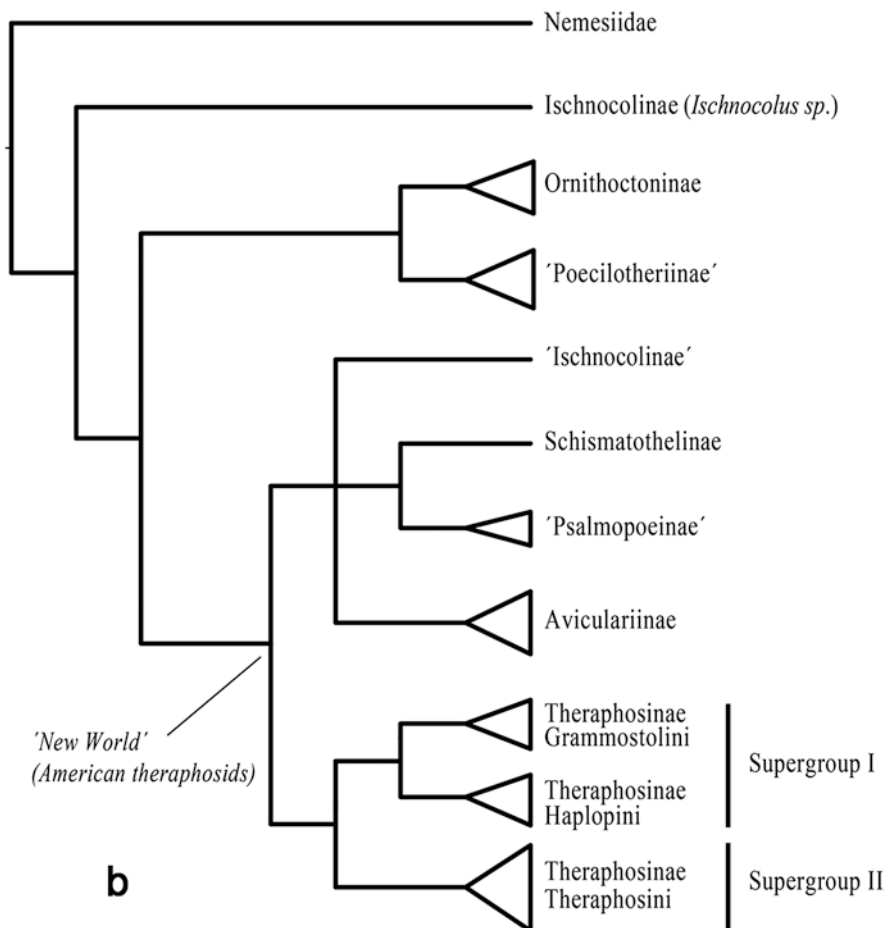 Nemesiidae
Ischnocolinae (Ischnocolus sp.)
Ornithoctoninae
´Poecilotheriinae´
´Ischnocolinae´
Schismatothelinae
´Psalmopoeinae´
Aviculariinae
´New World´
(American theraphosids)
Theraphosinae
Grammostolini
Supergroup I
Theraphosinae
Haplopini
Theraphosinae
Theraphosini
Supergroup II
b